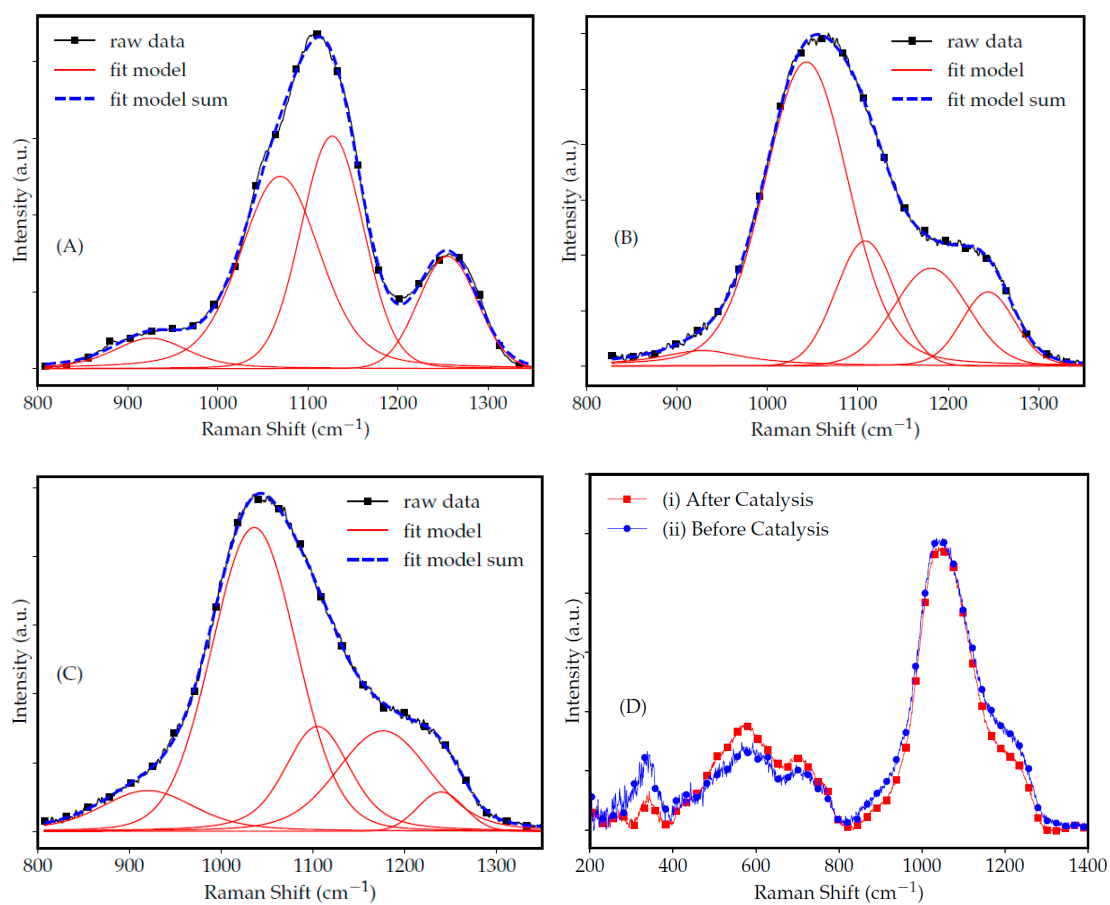 raw data
fit model
fit model sum
(A)
Intensity (a.u.)
800 900 1000 1100 1200 1300
Raman Shift (cm⁻¹)
raw data
fit model
fit model sum
(B)
Intensity (a.u.)
800 900 1000 1100 1200 1300
Raman Shift (cm⁻¹)
raw data
fit model
fit model sum
(C)
Intensity (a.u.)
800 900 1000 1100 1200 1300
Raman Shift (cm⁻¹)
(i) After Catalysis
(ii) Before Catalysis
(D)
Intensity (a.u.)
200 400 600 800 1000 1200 1400
Raman Shift (cm⁻¹)